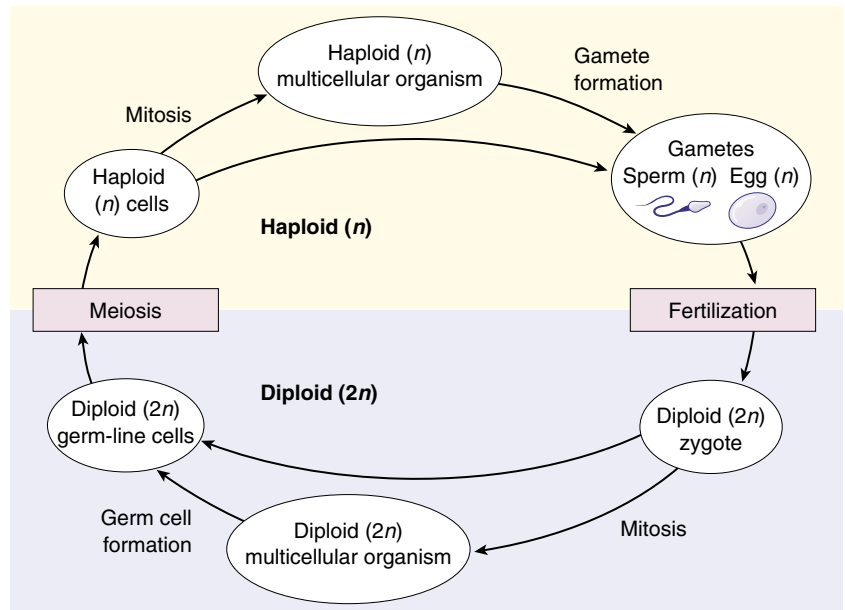 Haploid (n)
multicellular organism
Gamete
formation
Mitosis
Gametes
Sperm (n) Egg (n)
Haploid
(n) cells
Haploid (n)
Meiosis
Fertilization
Diploid (2n)
Diploid (2n)
germ-line cells
Diploid (2n)
zygote
Germ cell
formation
Diploid (2n)
multicellular organism
Mitosis